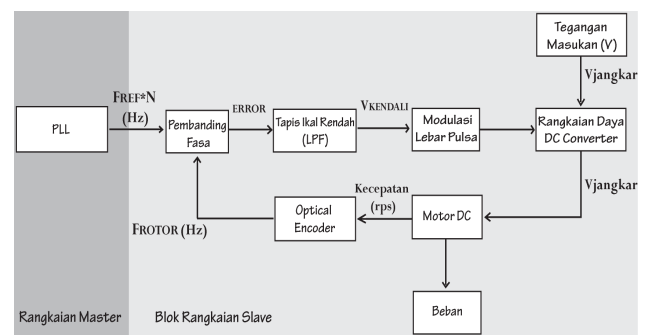 Tegangan
Masukan (V)
Vjangkar
FREF*N
(Hz)
ERROR
VKENDALI
PLL
Pembanding
Fasa
Tapis Ikal Rendah
(LPF)
Modulasi
Lebar Pulsa
Rangkaian Daya
DC Converter
Vjangkar
Kecepatan
(rps)
Optical
Encoder
Motor DC
FROTOR (Hz)
Beban
Rangkaian Master
Blok Rangkaian Slave